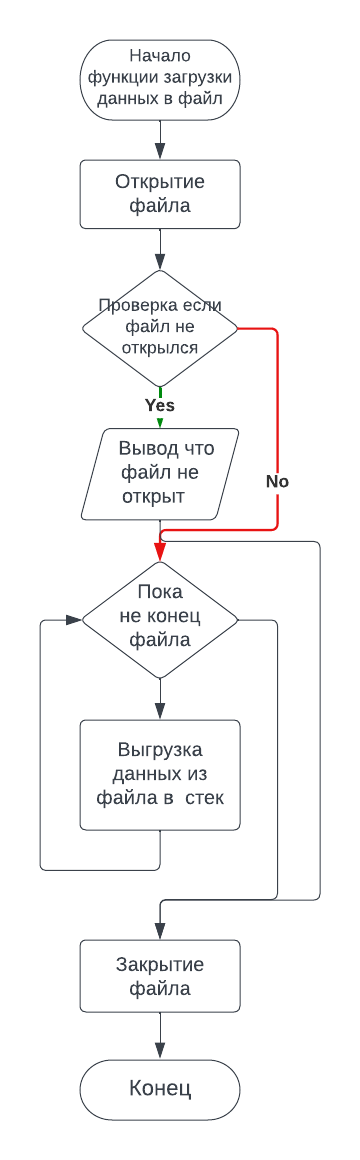 Начало
функции загрузки
данных в файл
Открытие
файла
Проверка если
файл не
открылся
Yes
Вывод что
файл не
открыт
No
Пока
не конец
файла
Выгрузка
данных из
файла в стек
Закрытие
файла
Конец